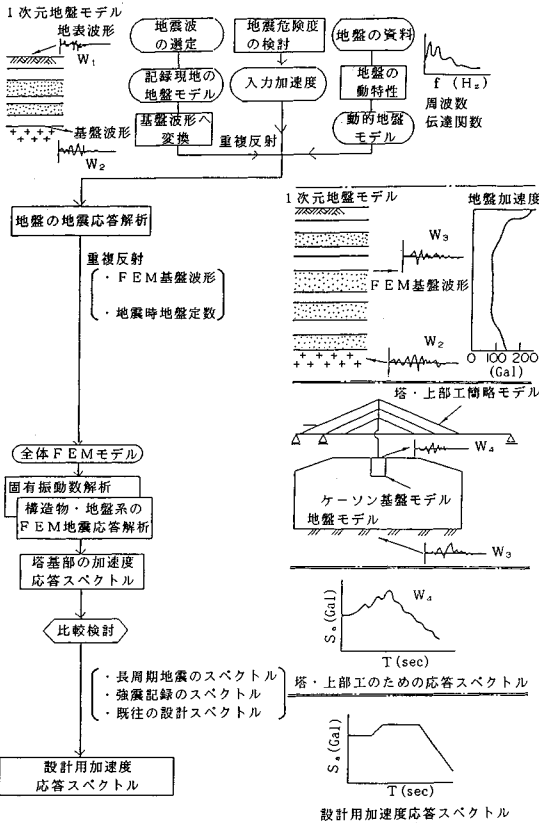 1次元地盤モデル
地表波形
W₁
基盤波形
W₂
地震波
の選定
記録現地の
地盤モデル
基盤波形へ
変換
地震危険度
の検討
入力加速度
重複反射
地盤の資料
地盤の
動特性
動的地盤
モデル
f (Hz)
周波数
伝達関数
地盤の地震応答解析
重複反射
・FEM基盤波形
・地震時地盤定数
1次元地盤モデル
地盤加速度
W₃
FEM基盤波形
W₂
0 100 200
(Gal)
塔・上部工簡略モデル
W₄
ケーソン基盤モデル
地盤モデル
W₃
全体FEMモデル
固有振動数解析
構造物・地盤系の
FEM地震応答解析
塔基部の加速度
応答スペクトル
比較検討
Sa (Gal)
W₄
T (sec)
塔・上部工のための応答スペクトル
・長周期地震のスペクトル
・強震記録のスペクトル
・既往の設計スペクトル
設計用加速度
応答スペクトル
Sa (Gal)
T (sec)
設計用加速度応答スペクトル